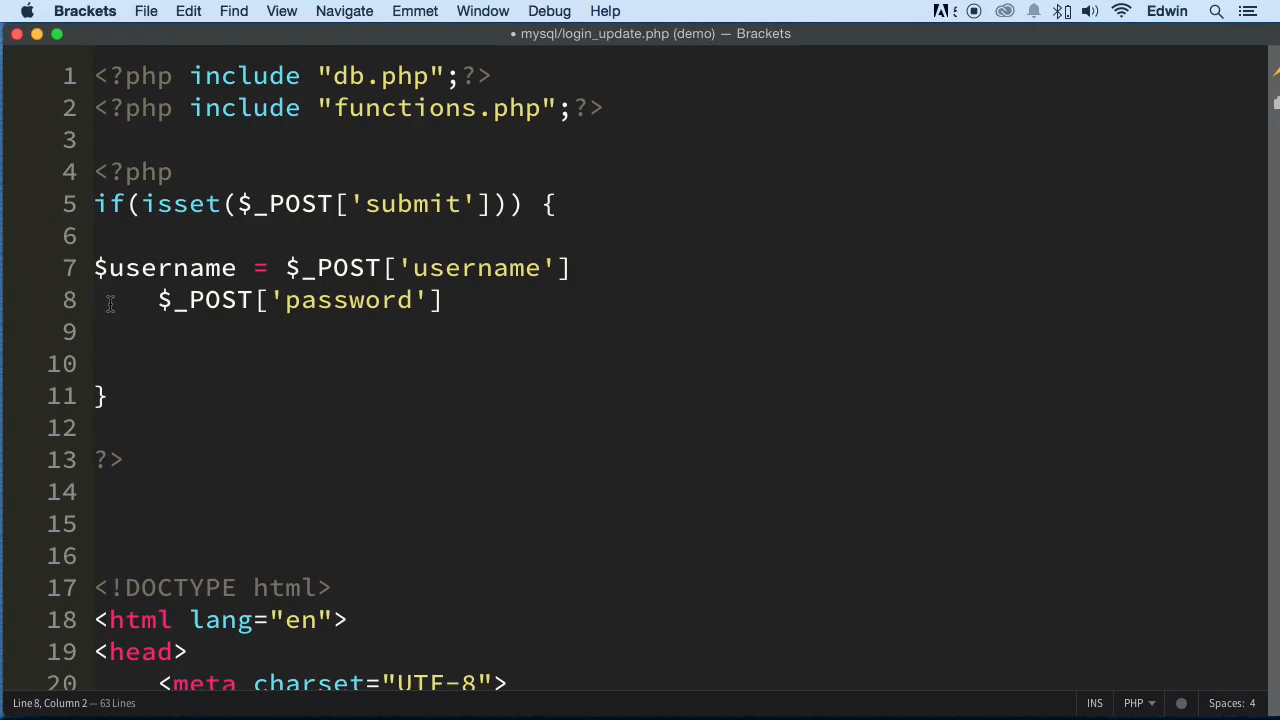 Brackets File Edit Find View Navigate Emmet Window Debug Help Edwin
• mysql/login_update.php (demo) — Brackets
1 <?php include "db.php";?>
2 <?php include "functions.php";?>
3
4 <?php
5 if(isset($_POST['submit'])) {
6
7 $username = $_POST['username']
8 $_POST['password']
9
10
11 }
12
13 ?>
14
15
16
17 <!DOCTYPE html>
18 <html lang="en">
19 <head>
20 <meta charset="UTF-8">
Line 8, Column 2 — 63 Lines INS PHP Spaces: 4